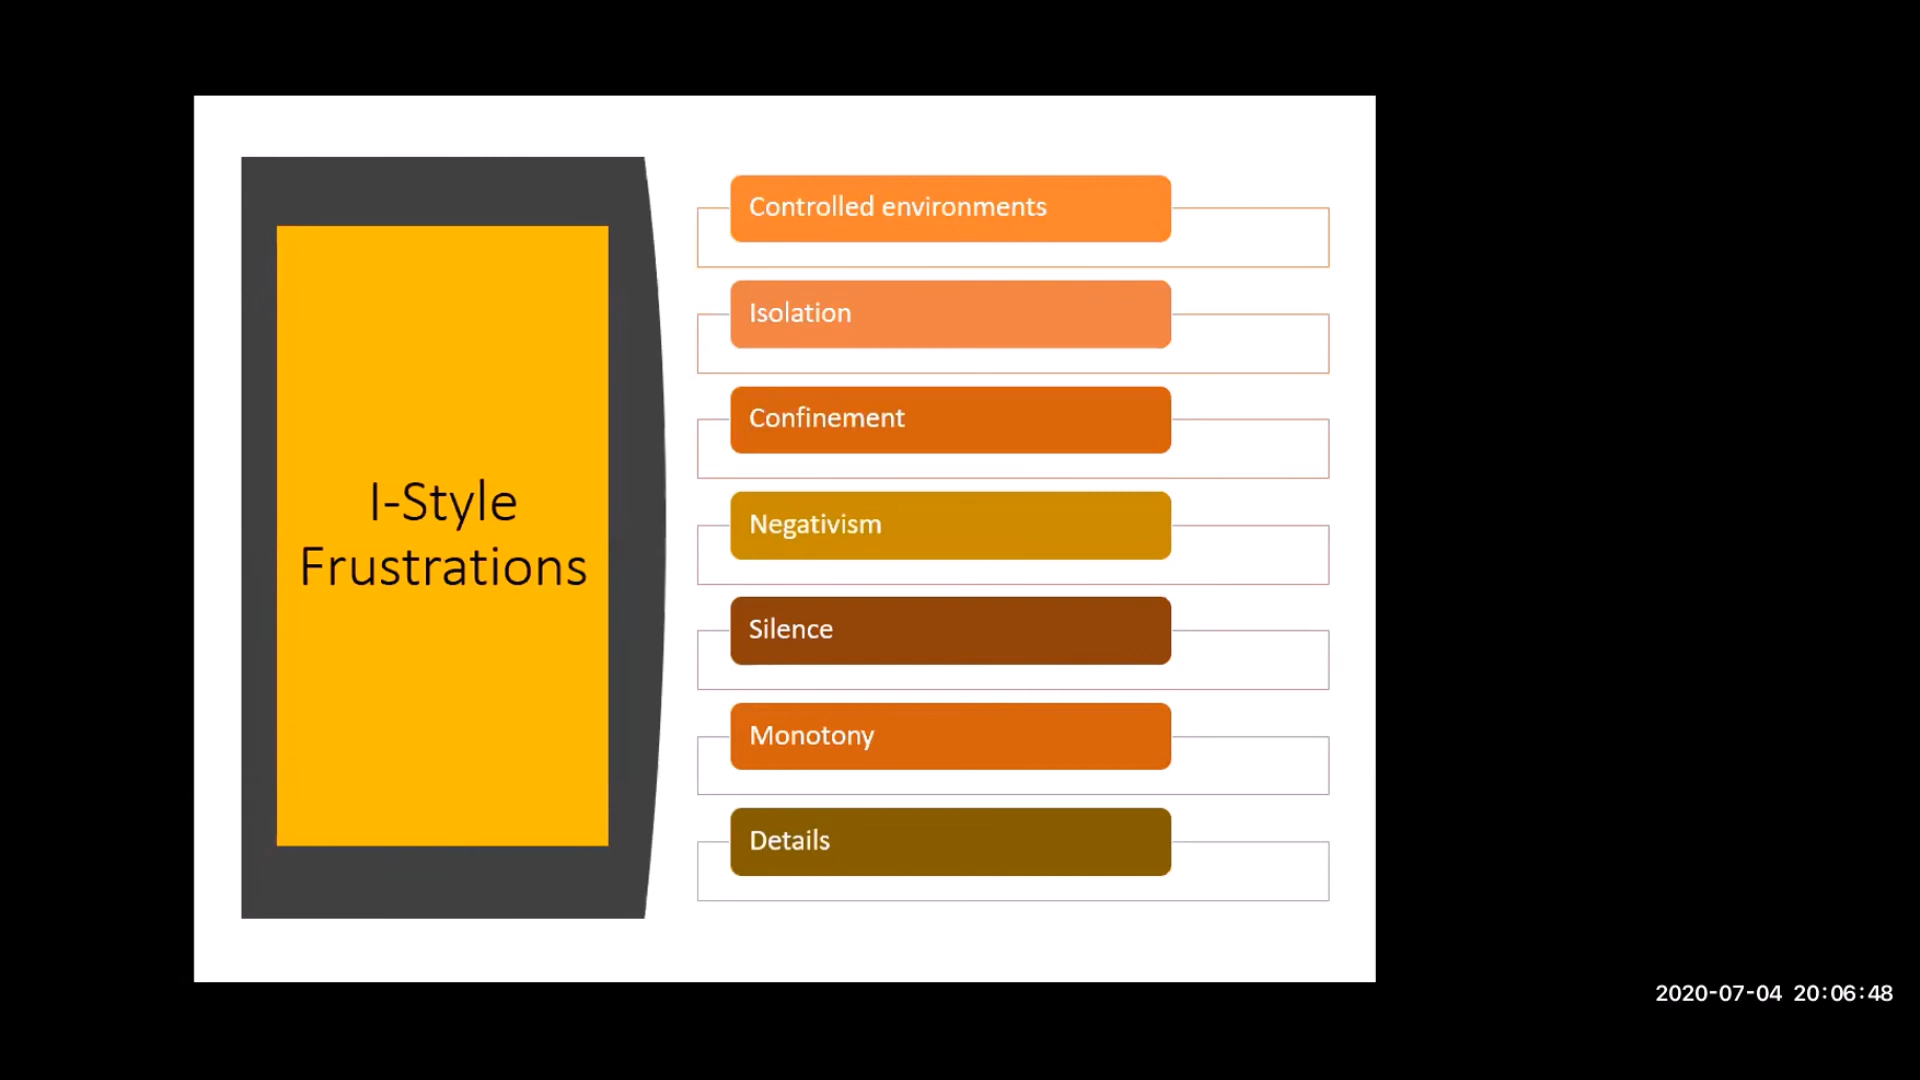 I-Style
Frustrations
Controlled environments
Isolation
Confinement
Negativism
Silence
Monotony
Details
2020-07-04 20:06:48